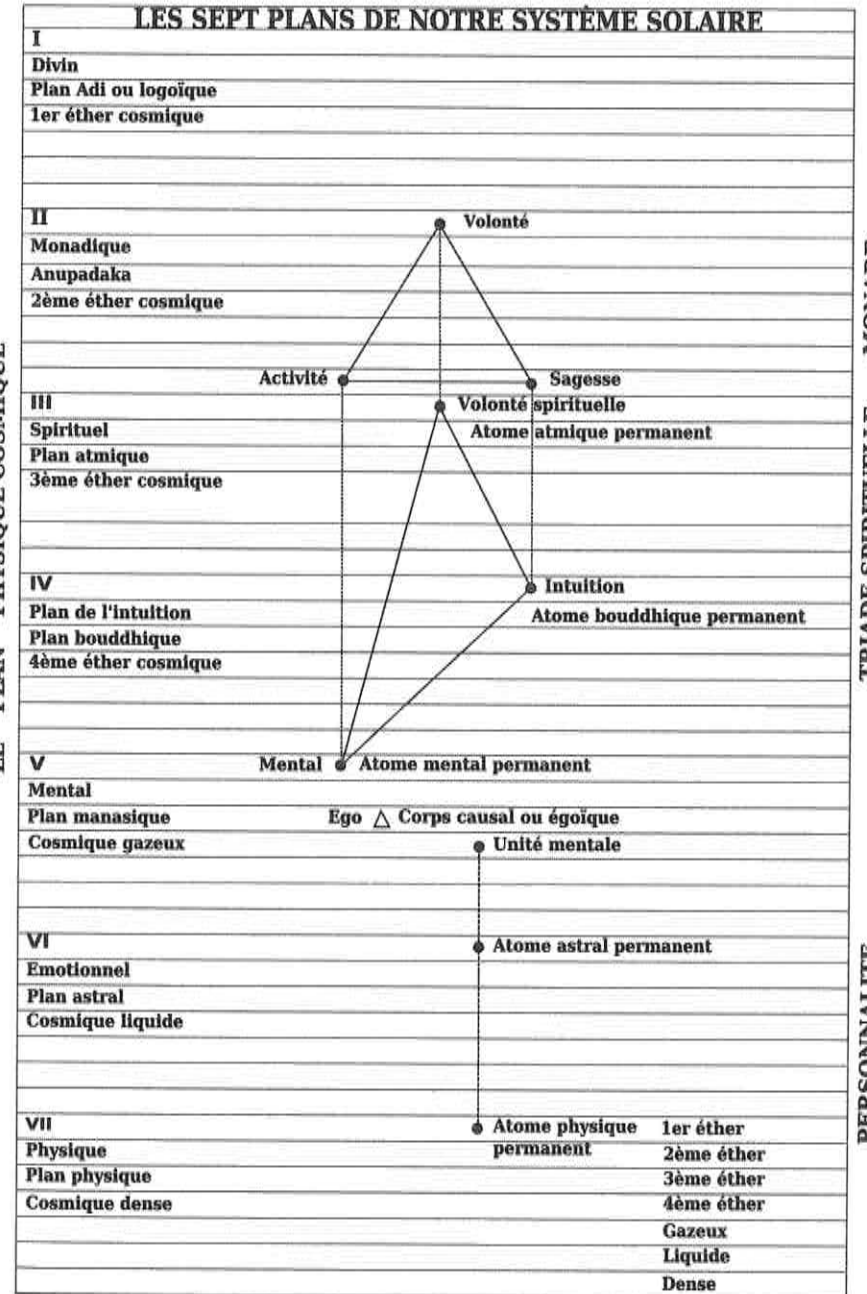 LES SEPT PLANS DE NOTRE SYSTÈME SOLAIRE
I
Divin
Plan Adi ou logoïque
1er éther cosmique
II
Volonté
Monadique
Anupadaka
2ème éther cosmique
Activité
Sagesse
III
Volonté spirituelle
Spirituel
Atome atmique permanent
Plan atmique
3ème éther cosmique
IV
Intuition
Plan de l'intuition
Atome bouddhique permanent
Plan bouddhique
4ème éther cosmique
V
Mental
Atome mental permanent
Mental
Plan manasique
Ego △ Corps causal ou égoïque
Cosmique gazeux
Unité mentale
VI
Atome astral permanent
Emotionnel
Plan astral
Cosmique liquide
VII
Atome physique
permanent
1er éther
Physique
2ème éther
Plan physique
3ème éther
Cosmique dense
4ème éther
Gazeux
Liquide
Dense
LE PLAN PHYSIQUE COSMIQUE
TRIADE SPIRITUELLE
PERSONNALITE